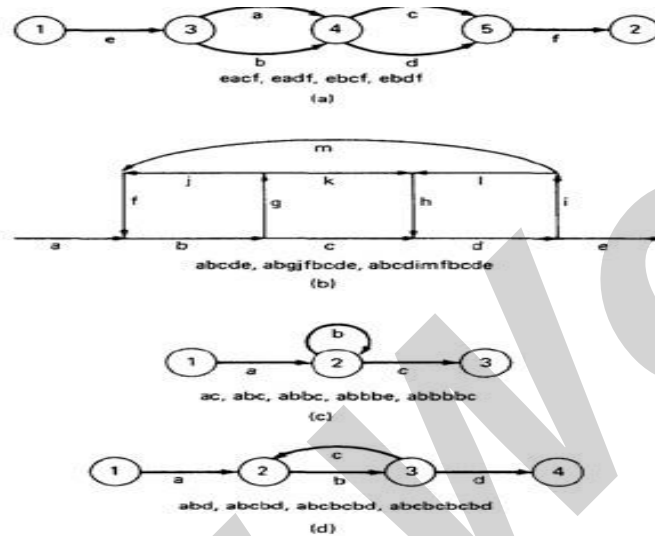 1 3 4 5 2
a c
e f
b d
eacf, eadf, ebcf, ebdf
(a)
m
j k l
f g h i
a b c d e
abcde, abgjfbcde, abcdimfbcde
(b)
b
1 2 3
a c
ac, abc, abbc, abbbe, abbbbc
(c)
c
1 2 3 4
a b d
abd, abcbd, abcbcbd, abcbcbcbd
(d)